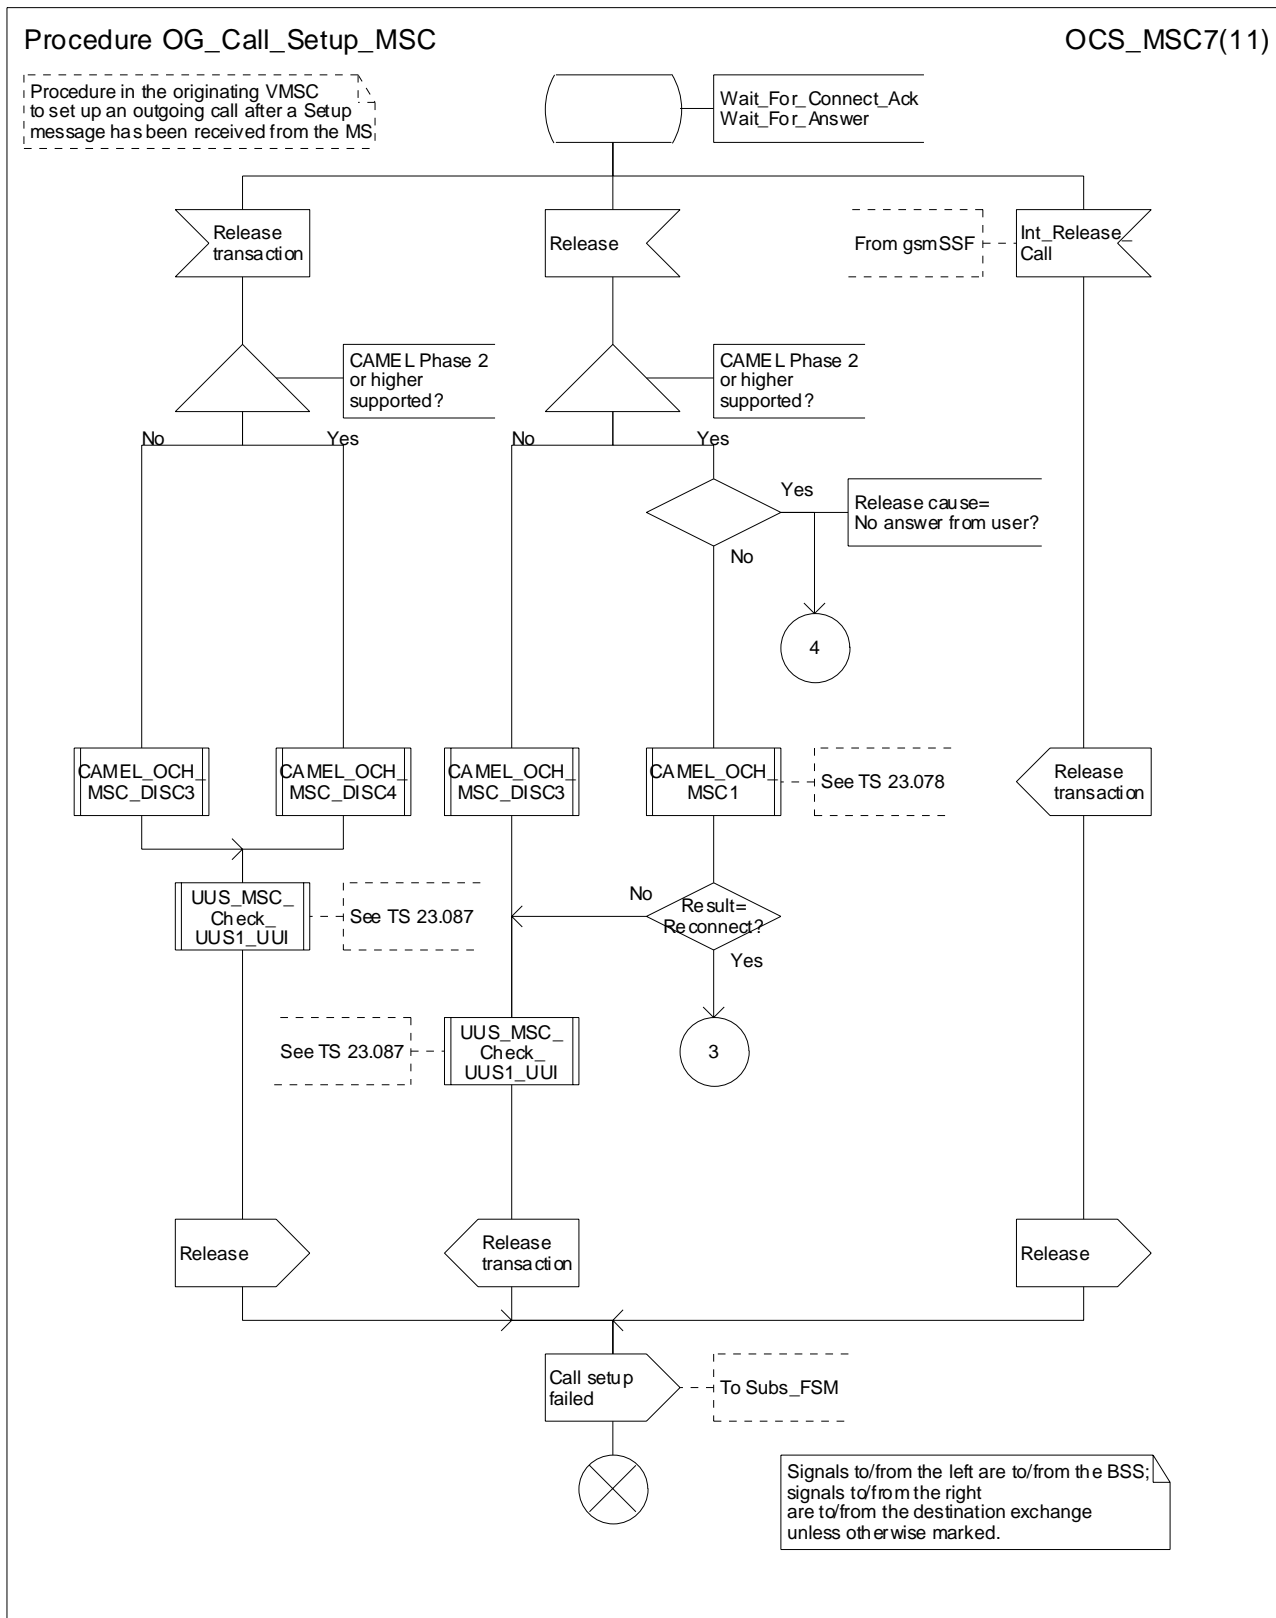 Procedure OG_Call_Setup_MSC
OCS_MSC7(11)
Procedure in the originating VMSC
to set up an outgoing call after a Setup
message has been received from the MS
Wait_For_Connect_Ack
Wait_For_Answer
Release
transaction
Release
From gsmSSF
Int_Release_
Call
CAMEL Phase 2
or higher
supported?
CAMEL Phase 2
or higher
supported?
No
Yes
No
Yes
Yes
Release cause=
No answer from user?
No
4
CAMEL_OCH_
MSC_DISC3
CAMEL_OCH_
MSC_DISC4
CAMEL_OCH_
MSC_DISC3
CAMEL_OCH_
MSC1
See TS 23.078
Release
transaction
UUS_MSC_
Check_
UUS1_UUI
See TS 23.087
No
Result=
Reconnect?
Yes
See TS 23.087
UUS_MSC_
Check_
UUS1_UUI
3
Release
Release
transaction
Release
Call setup
failed
To Subs_FSM
Signals to/from the left are to/from the BSS;
signals to/from the right
are to/from the destination exchange
unless otherwise marked.